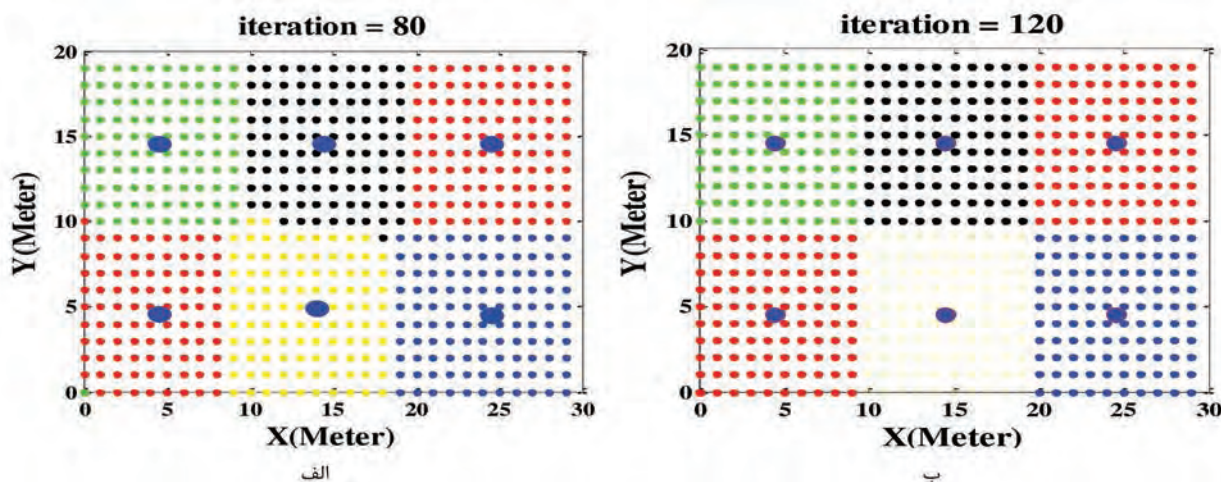 iteration = 80
20
15
10
5
0
Y(Meter)
0 5 10 15 20 25 30
X(Meter)
الف
iteration = 120
20
15
10
5
0
Y(Meter)
0 5 10 15 20 25 30
X(Meter)
ب